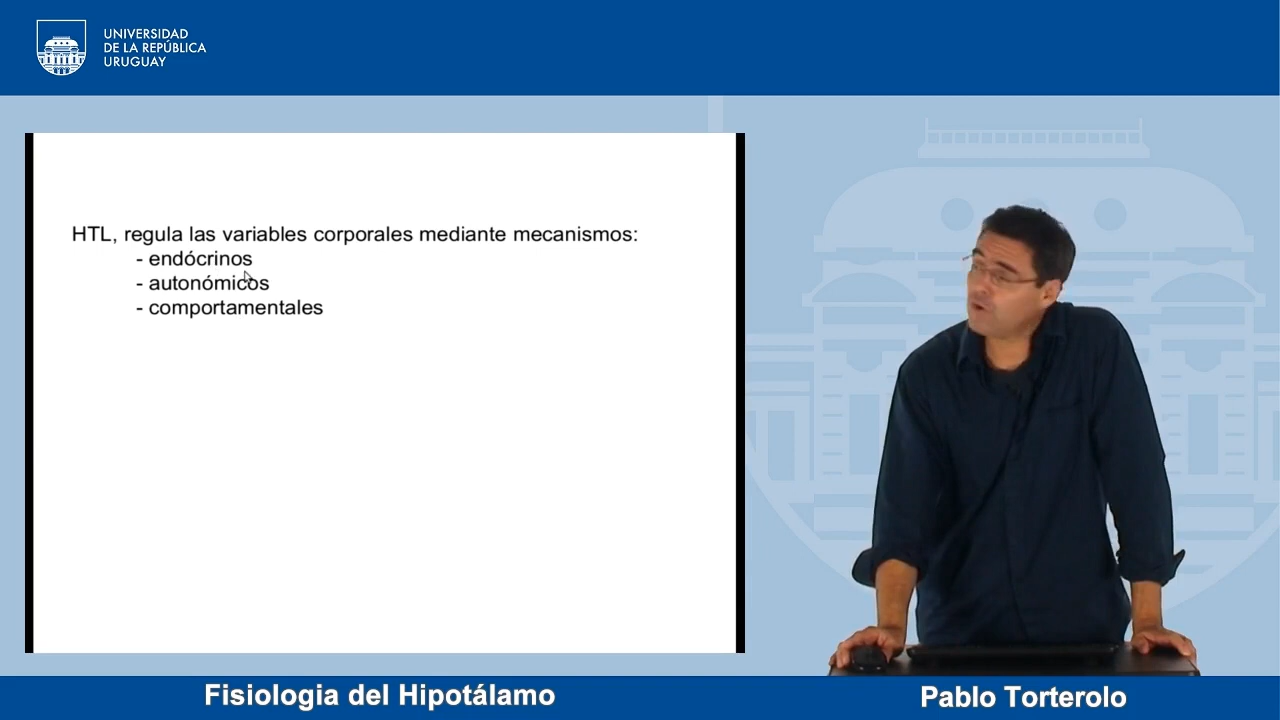 UNIVERSIDAD
DE LA REPÚBLICA
URUGUAY
HTL, regula las variables corporales mediante mecanismos:
- endócrinos
- autonómicos
- comportamentales
Fisiologia del Hipotálamo
Pablo Torterolo